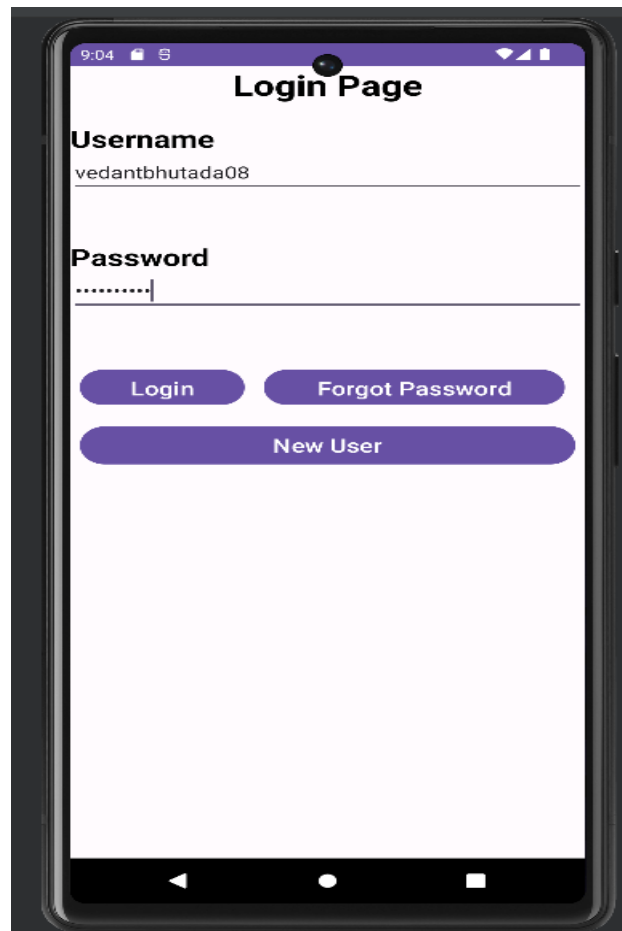 9:04
Login Page
Username
vedantbhutada08
Password
••••••••••
Login Forgot Password
New User